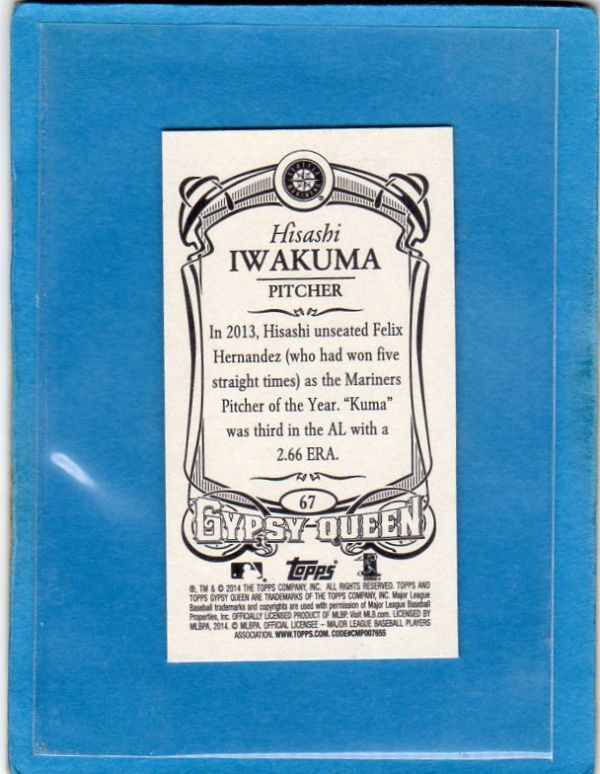 Hisashi
IWAKUMA
PITCHER
In 2013, Hisashi unseated Felix
Hernandez (who had won five
straight times) as the Mariners
Pitcher of the Year. “Kuma”
was third in the AL with a
2.66 ERA.
67
GYPSY QUEEN
Topps
®, TM & © 2014 THE TOPPS COMPANY, INC. ALL RIGHTS RESERVED. TOPPS AND
TOPPS GYPSY QUEEN ARE TRADEMARKS OF THE TOPPS COMPANY, INC. Major League
Baseball trademarks and copyrights are used with permission of Major League Baseball
Properties, Inc. OFFICIALLY LICENSED PRODUCT OF MLBP. Visit MLB.com. LICENSED BY
MLBPA, 2014. © MLBPA. OFFICIAL LICENSEE – MAJOR LEAGUE BASEBALL PLAYERS
ASSOCIATION. WWW.TOPPS.COM. CODE#CMP007655